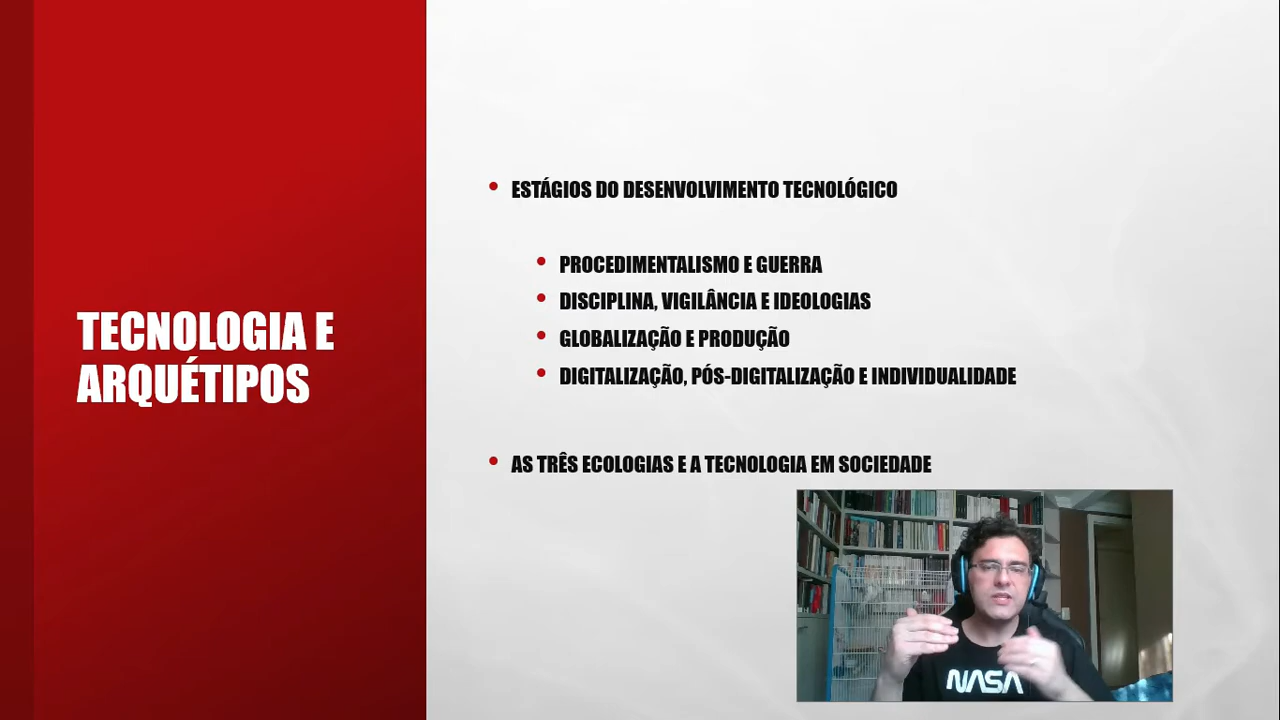 TECNOLOGIA E
ARQUÉTIPOS
ESTÁGIOS DO DESENVOLVIMENTO TECNOLÓGICO
PROCEDIMENTALISMO E GUERRA
DISCIPLINA, VIGILÂNCIA E IDEOLOGIAS
GLOBALIZAÇÃO E PRODUÇÃO
DIGITALIZAÇÃO, PÓS-DIGITALIZAÇÃO E INDIVIDUALIDADE
AS TRÊS ECOLOGIAS E A TECNOLOGIA EM SOCIEDADE
NASA